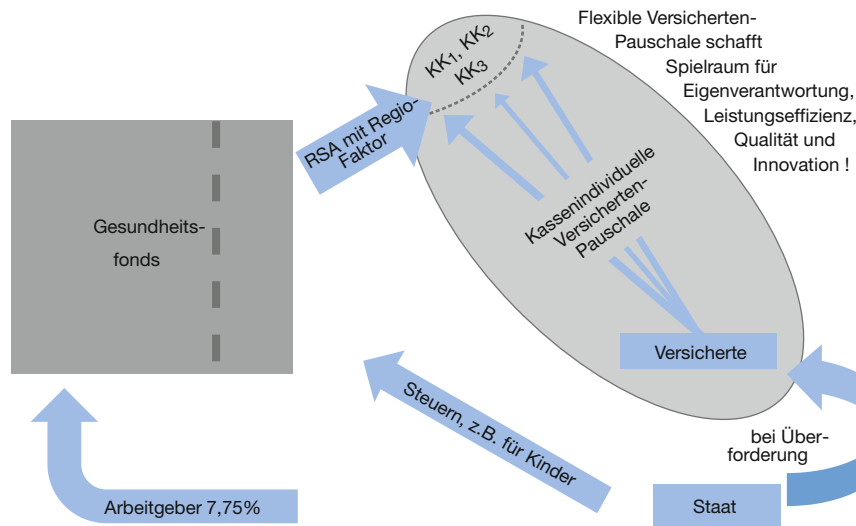 Flexible Versicherten-
Pauschale schafft
Spielraum für
Eigenverantwortung,
Leistungseffizienz,
Qualität und
Innovation !
KK1, KK2
KK3
RSA mit Regio-
Faktor
Gesundheits-
fonds
Kassenindividuelle
Versicherten-
Pauschale
Versicherte
Steuern, z.B. für Kinder
bei Über-
forderung
Arbeitgeber 7,75%
Staat